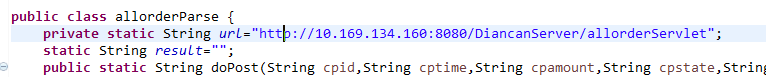 public class allorderParse {
private static String url="http://10.169.134.160:8080/DiancanServer/allorderServlet";
static String result="";
public static String doPost(String cpid,String cptime,String cpamount,String cpstate,String